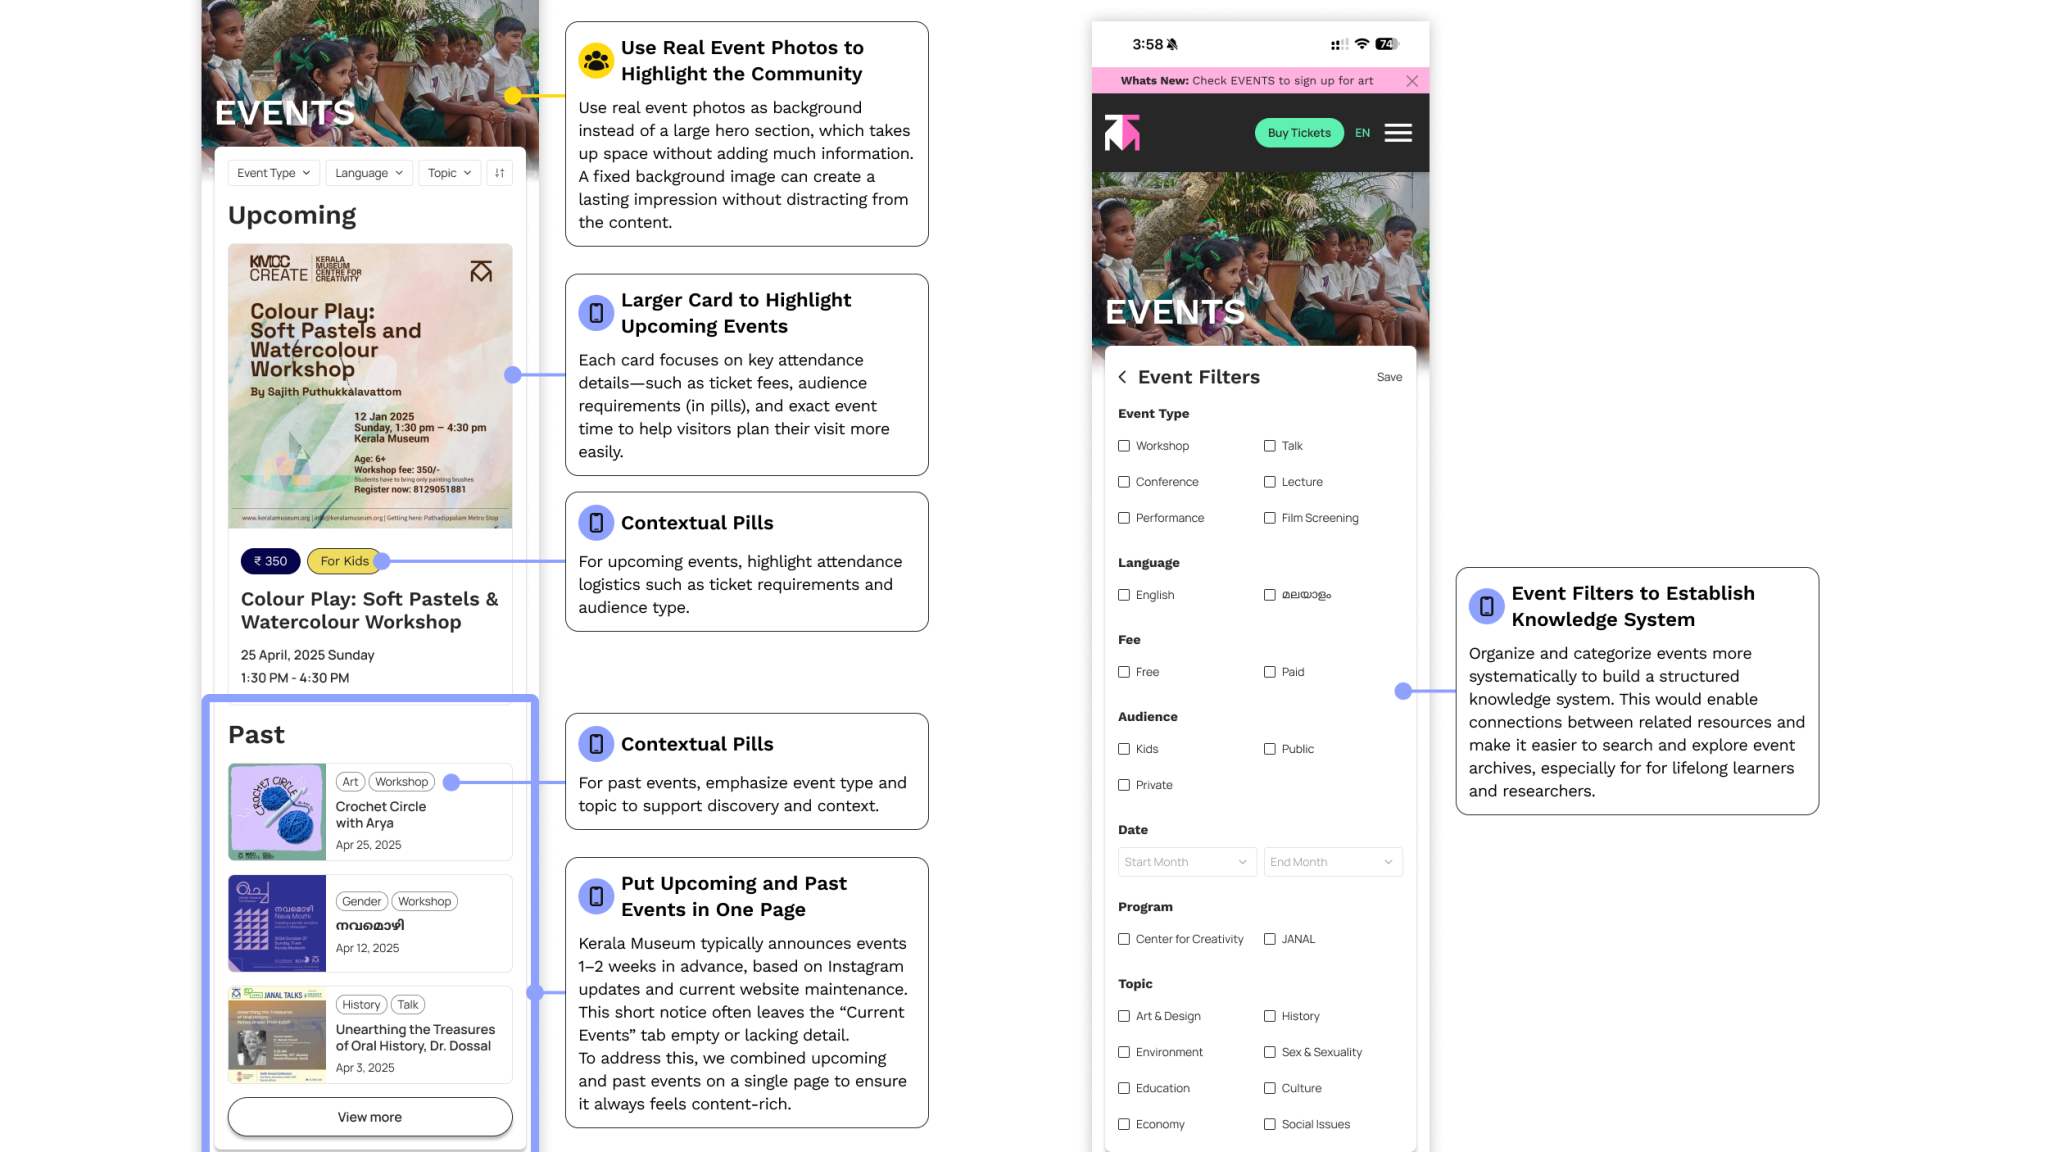 EVENTS
Event Type
Language
Topic
Upcoming
KMCC
CREATE
KERALA
MUSEUM
CENTRE FOR
CREATIVITY
Colour Play:
Soft Pastels and
Watercolour
Workshop
By Sajith Puthukkalavattom
12 Jan 2025
Sunday, 1:30 pm – 4:30 pm
Kerala Museum
Age: 6+
Workshop fee: 350/-
Students have to bring only painting brushes
Register now: 8129051881
www.keralamuseum.org | info@keralamuseum.org | Getting here: Pathadippalam Metro Stop
₹ 350
For Kids
Colour Play: Soft Pastels &
Watercolour Workshop
25 April, 2025 Sunday
1:30 PM - 4:30 PM
Past
CROCHET CIRCLE
Art
Workshop
Crochet Circle
with Arya
Apr 25, 2025
നവമൊഴി
Nava Mozhi
Gender
Workshop
നവമൊഴി
Apr 12, 2025
JANAL TALKS
History
Talk
Unearthing the Treasures
of Oral History, Dr. Dossal
Apr 3, 2025
View more
Use Real Event Photos to
Highlight the Community
Use real event photos as background
instead of a large hero section, which takes
up space without adding much information.
A fixed background image can create a
lasting impression without distracting from
the content.
Larger Card to Highlight
Upcoming Events
Each card focuses on key attendance
details—such as ticket fees, audience
requirements (in pills), and exact event
time to help visitors plan their visit more
easily.
Contextual Pills
For upcoming events, highlight attendance
logistics such as ticket requirements and
audience type.
Contextual Pills
For past events, emphasize event type and
topic to support discovery and context.
Put Upcoming and Past
Events in One Page
Kerala Museum typically announces events
1–2 weeks in advance, based on Instagram
updates and current website maintenance.
This short notice often leaves the “Current
Events” tab empty or lacking detail.
To address this, we combined upcoming
and past events on a single page to ensure
it always feels content-rich.
3:58
74
Whats New: Check EVENTS to sign up for art
Buy Tickets
EN
EVENTS
Event Filters
Save
Event Type
Workshop
Talk
Conference
Lecture
Performance
Film Screening
Language
English
മലയാളം
Fee
Free
Paid
Audience
Kids
Public
Private
Date
Start Month
End Month
Program
Center for Creativity
JANAL
Topic
Art & Design
History
Environment
Sex & Sexuality
Education
Culture
Economy
Social Issues
Event Filters to Establish
Knowledge System
Organize and categorize events more
systematically to build a structured
knowledge system. This would enable
connections between related resources and
make it easier to search and explore event
archives, especially for for lifelong learners
and researchers.